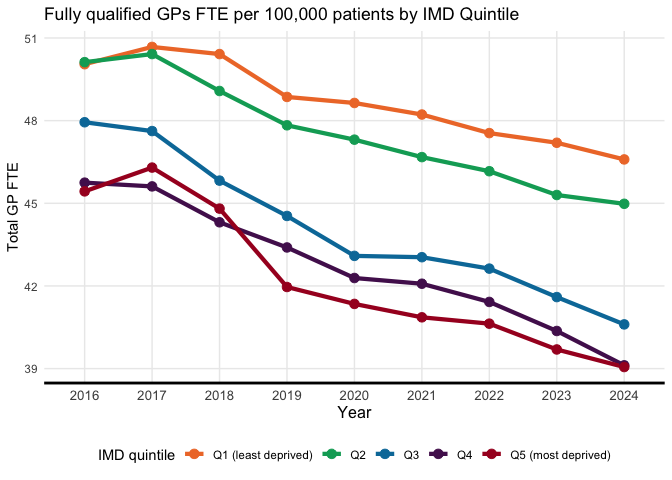 Fully qualified GPs FTE per 100,000 patients by IMD Quintile
51
48
45
42
39
Total GP FTE
2016 2017 2018 2019 2020 2021 2022 2023 2024
Year
IMD quintile Q1 (least deprived) Q2 Q3 Q4 Q5 (most deprived)